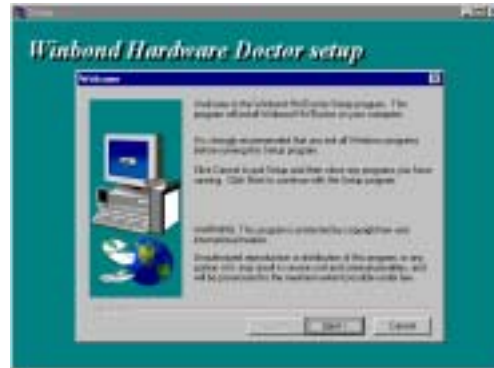 Winbond Hardware Doctor setup
Welcome
Welcome to the Winbond HWDoctor Setup program. This
program will install Winbond HWDoctor on your computer.
It is strongly recommended that you exit all Windows programs
before running this Setup program.
Click Cancel to quit Setup and then close any programs you have
running. Click Next to continue with the Setup program.
WARNING: This program is protected by copyright law and
international treaties.
Unauthorized reproduction or distribution of this program, or any
portion of it, may result in severe civil and criminal penalties, and
will be prosecuted to the maximum extent possible under law.
Next >
Cancel